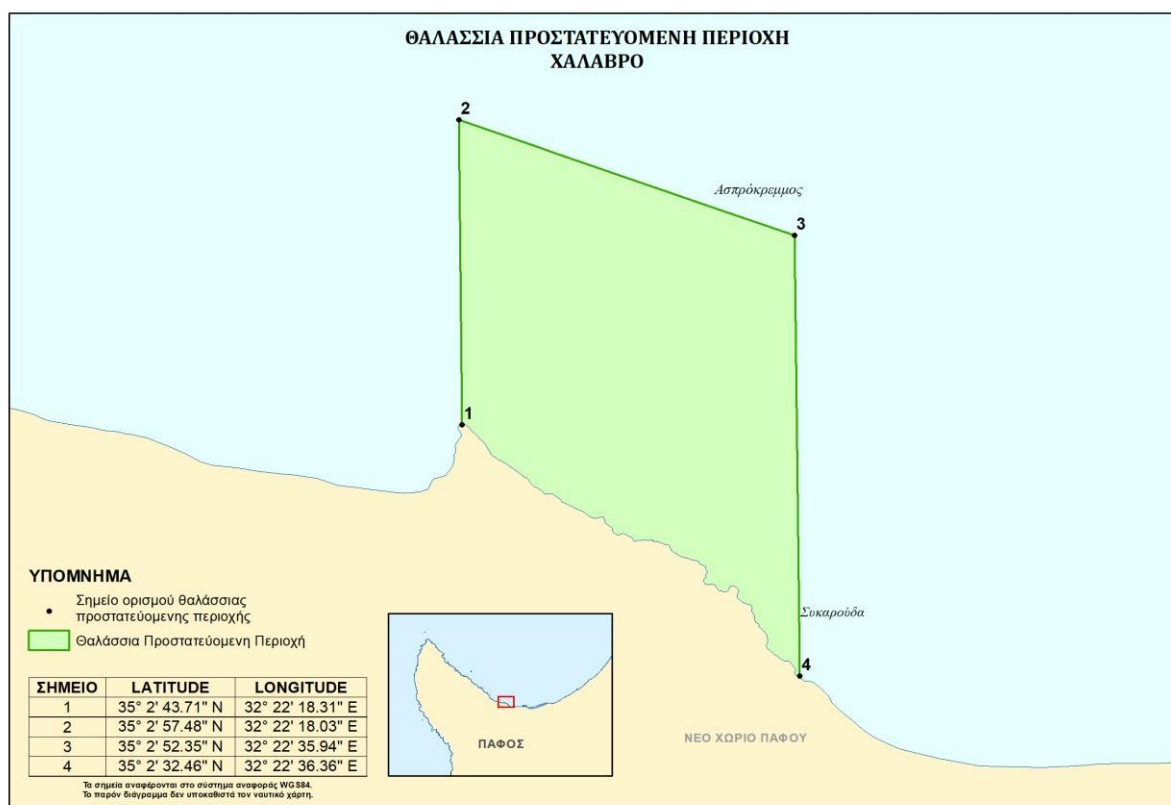 ΘΑΛΑΣΣΙΑ ΠΡΟΣΤΑΤΕΥΟΜΕΝΗ ΠΕΡΙΟΧΗ
ΧΑΛΑΒΡΟ
2
Ασπρόκρεμμος
3
1
Συκαρούδα
4
ΝΕΟ ΧΩΡΙΟ ΠΑΦΟΥ
ΠΑΦΟΣ
ΥΠΟΜΝΗΜΑ
Σημείο ορισμού θαλάσσιας
προστατεύομενης περιοχής
Θαλάσσια Προστατεύομενη Περιοχή
ΣΗΜΕΙΟ LATITUDE LONGITUDE
1 35° 2' 43.71" N 32° 22' 18.31" E
2 35° 2' 57.48" N 32° 22' 18.03" E
3 35° 2' 52.35" N 32° 22' 35.94" E
4 35° 2' 32.46" N 32° 22' 36.36" E
Τα σημεία αναφέρονται στο σύστημα αναφοράς WGS84.
Το παρόν διάγραμμα δεν υποκαθιστά τον ναυτικό χάρτη.